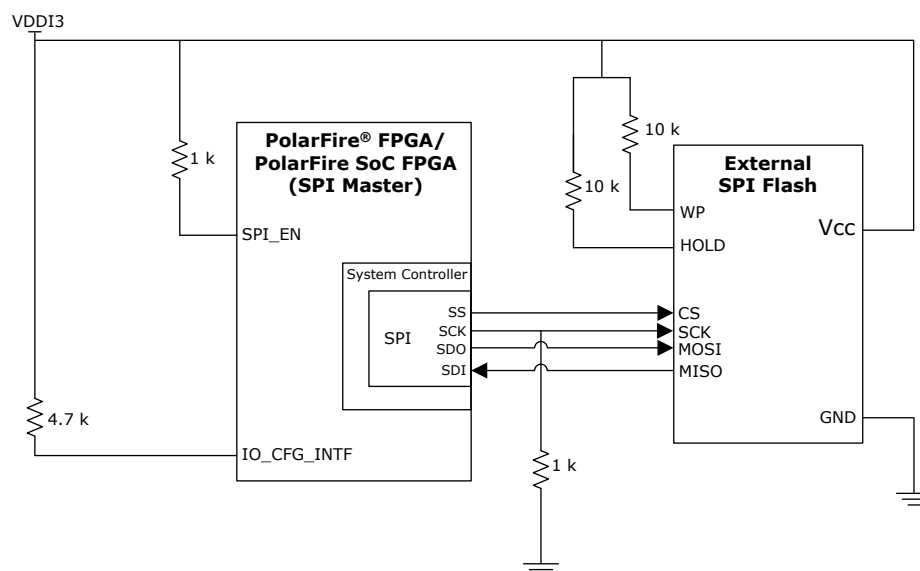 VDDI3
1 k
PolarFire® FPGA/
PolarFire SoC FPGA
(SPI Master)
SPI_EN
System Controller
SPI
SS
SCK
SDO
SDI
4.7 k
IO_CFG_INTF
1 k
10 k
10 k
External
SPI Flash
WP
HOLD
Vcc
CS
SCK
MOSI
MISO
GND